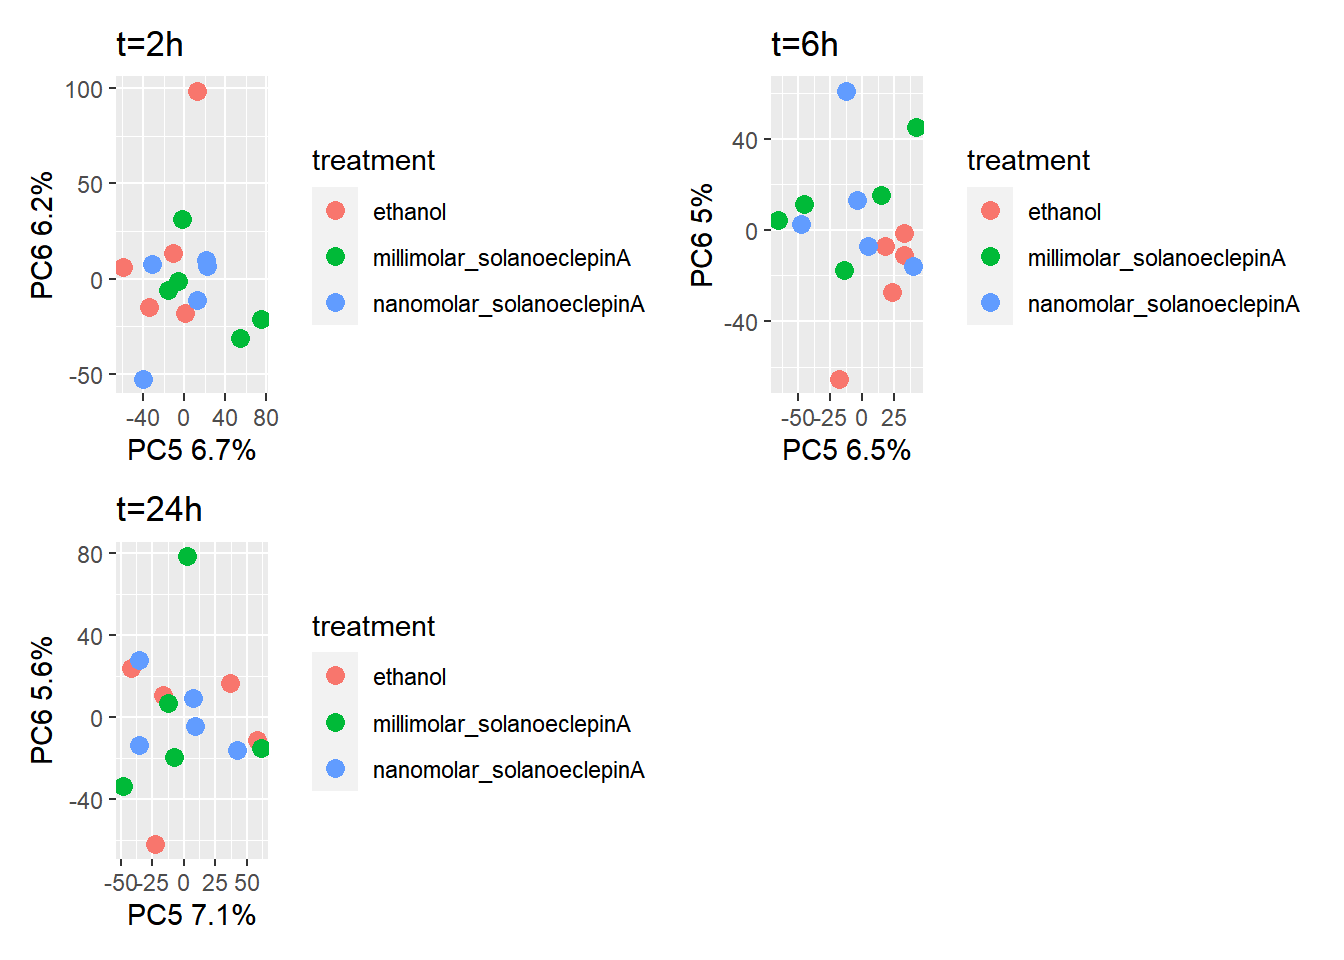 t=2h
100
50
0
-50
PC6 6.2%
-40 0 40 80
PC5 6.7%
treatment
ethanol
millimolar_solanoeclepinA
nanomolar_solanoeclepinA
t=6h
40
0
-40
PC6 5%
-50 -25 0 25
PC5 6.5%
treatment
ethanol
millimolar_solanoeclepinA
nanomolar_solanoeclepinA
t=24h
80
40
0
-40
PC6 5.6%
-50 -25 0 25 50
PC5 7.1%
treatment
ethanol
millimolar_solanoeclepinA
nanomolar_solanoeclepinA